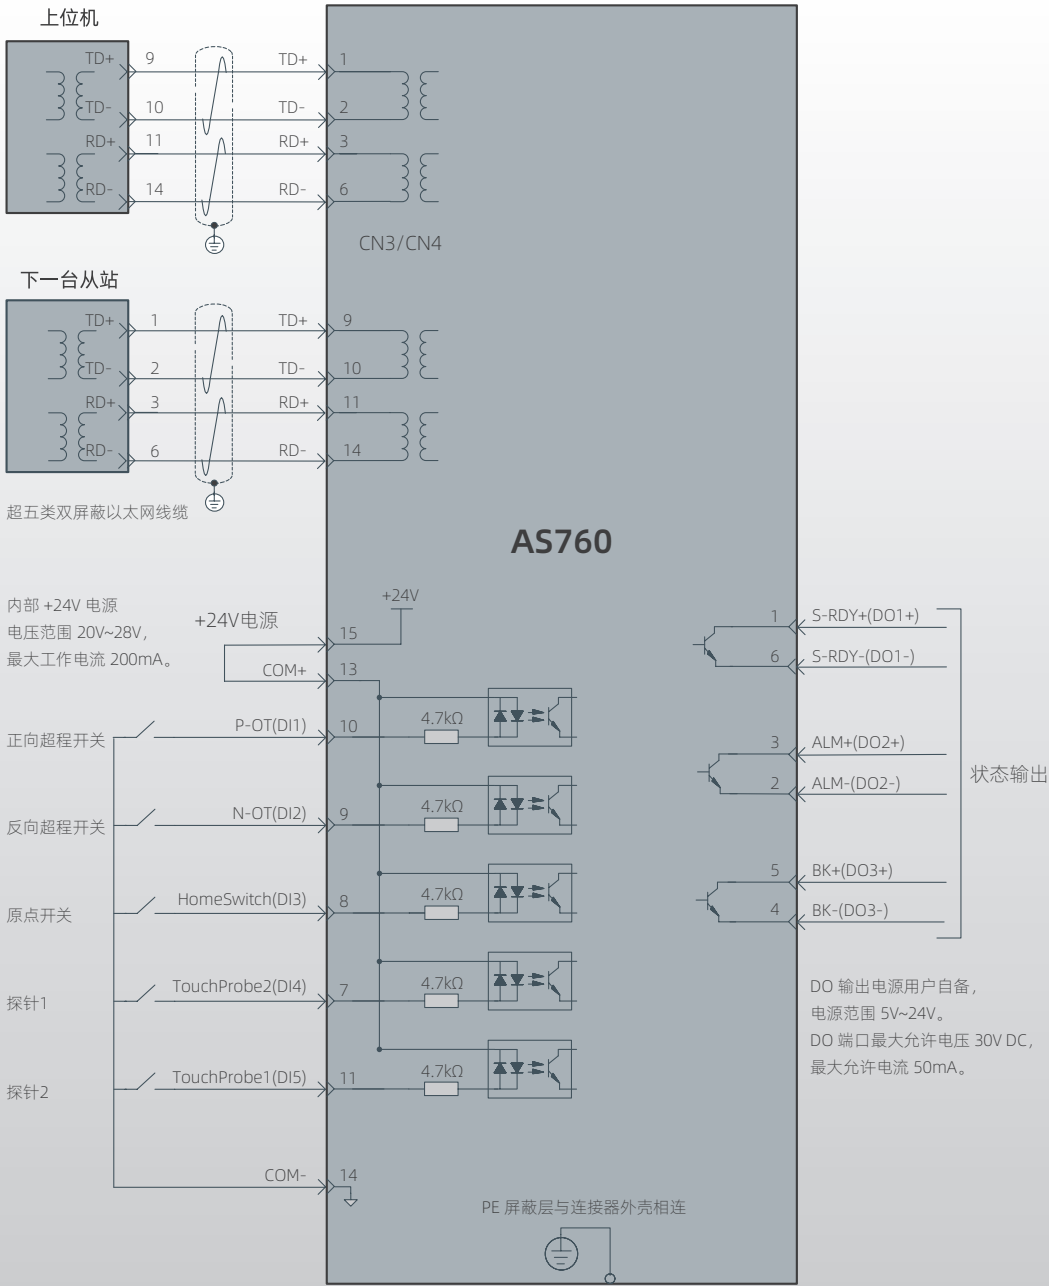 上位机
TD+ 9 TD+ 1
TD- 10 TD- 2
RD+ 11 RD+ 3
RD- 14 RD- 6
CN3/CN4
下一台从站
TD+ 1 TD+ 9
TD- 2 TD- 10
RD+ 3 RD+ 11
RD- 6 RD- 14
超五类双屏蔽以太网线缆
AS760
内部 +24V 电源
电压范围 20V~28V,
最大工作电流 200mA。
+24V电源 15
+24V
COM+ 13
正向超程开关 P-OT(DI1) 10 4.7kΩ
反向超程开关 N-OT(DI2) 9 4.7kΩ
原点开关 HomeSwitch(DI3) 8 4.7kΩ
探针1 TouchProbe2(DI4) 7 4.7kΩ
探针2 TouchProbe1(DI5) 11 4.7kΩ
COM- 14
1 S-RDY+(DO1+)
6 S-RDY-(DO1-)
3 ALM+(DO2+)
2 ALM-(DO2-)
5 BK+(DO3+)
4 BK-(DO3-)
状态输出
DO 输出电源用户自备,
电源范围 5V~24V。
DO 端口最大允许电压 30V DC,
最大允许电流 50mA。
PE 屏蔽层与连接器外壳相连